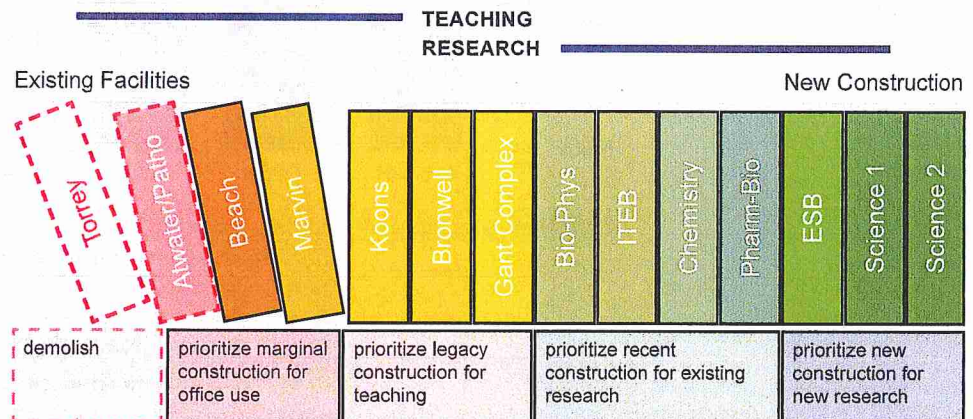 TEACHING
RESEARCH
Existing Facilities
New Construction
Torrey
Atwater/Patho
Beach
Marvin
Koons
Bronwell
Gant Complex
Bio-Phys
ITEB
Chemistry
Pharm-Bio
ESB
Science 1
Science 2
demolish
prioritize marginal
construction for
office use
prioritize legacy
construction for
teaching
prioritize recent
construction for existing
research
prioritize new
construction for
new research